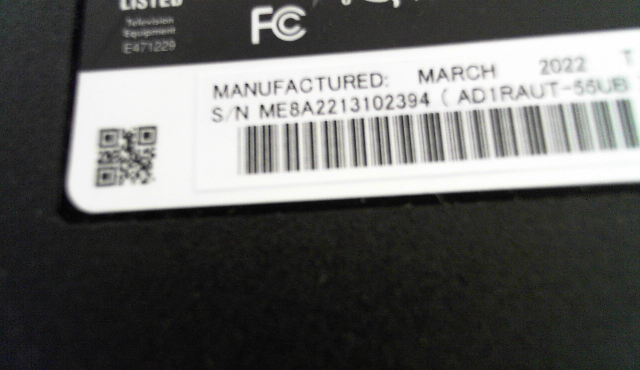 LISTED
Television
Equipment
E471229
FC
MANUFACTURED: MARCH 2022 T
S/N ME8A2213102394 ( AD1RAUT-55UB